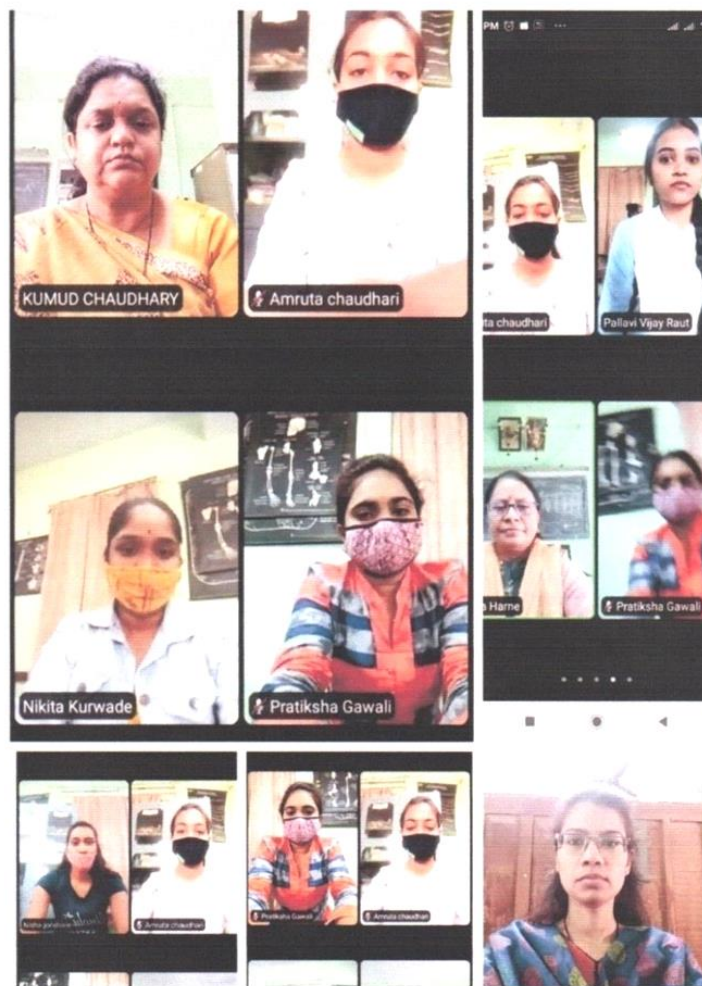 KUMUD CHAUDHARY
Amruta chaudhari
Nikita Kurwade
Pratiksha Gawali
PM
ta chaudhari
Pallavi Vijay Raut
a Harne
Pratiksha Gawali
Amruta chaudhari
Pratiksha Gawali
Amruta chaudhari